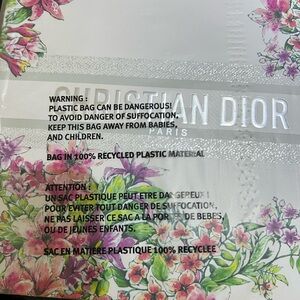 WARNING :
PLASTIC BAG CAN BE DANGEROUS!
TO AVOID DANGER OF SUFFOCATION,
KEEP THIS BAG AWAY FROM BABIES,
AND CHILDREN.
CHRISTIAN DIOR
PARIS
BAG IN 100% RECYCLED PLASTIC MATERIAL
ATTENTION :
UN SAC PLASTIQUE PEUT ETRE DANGEREUX !
POUR EVITER TOUT DANGER DE SUFFOCATION,
NE PAS LAISSER CE SAC A LA PORTEE DE BEBES,
OU DE JEUNES ENFANTS.
SAC EN MATIERE PLASTIQUE 100% RECYCLEE